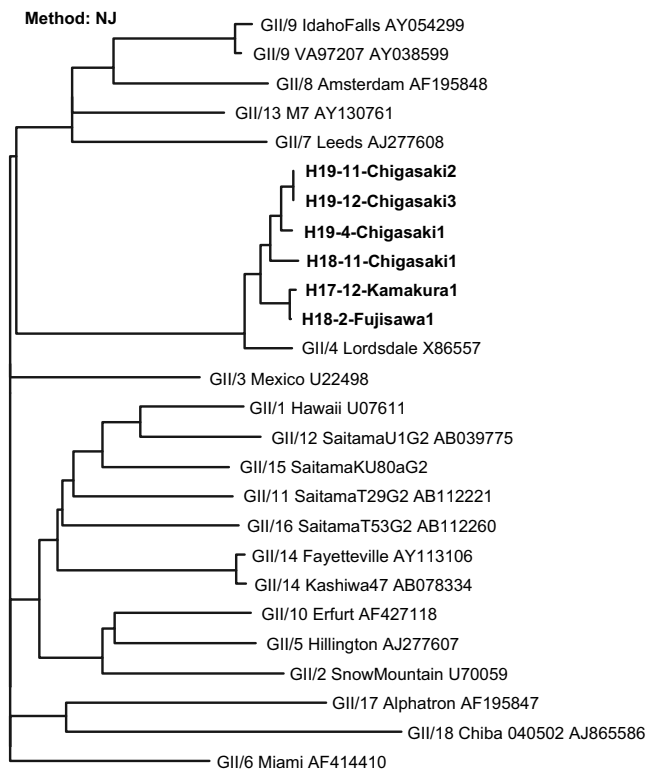 Method: NJ
GII/9 IdahoFalls AY054299
GII/9 VA97207 AY038599
GII/8 Amsterdam AF195848
GII/13 M7 AY130761
GII/7 Leeds AJ277608
H19-11-Chigasaki2
H19-12-Chigasaki3
H19-4-Chigasaki1
H18-11-Chigasaki1
H17-12-Kamakura1
H18-2-Fujisawa1
GII/4 Lordsdale X86557
GII/3 Mexico U22498
GII/1 Hawaii U07611
GII/12 SaitamaU1G2 AB039775
GII/15 SaitamaKU80aG2
GII/11 SaitamaT29G2 AB112221
GII/16 SaitamaT53G2 AB112260
GII/14 Fayetteville AY113106
GII/14 Kashiwa47 AB078334
GII/10 Erfurt AF427118
GII/5 Hillington AJ277607
GII/2 SnowMountain U70059
GII/17 Alphatron AF195847
GII/18 Chiba 040502 AJ865586
GII/6 Miami AF414410